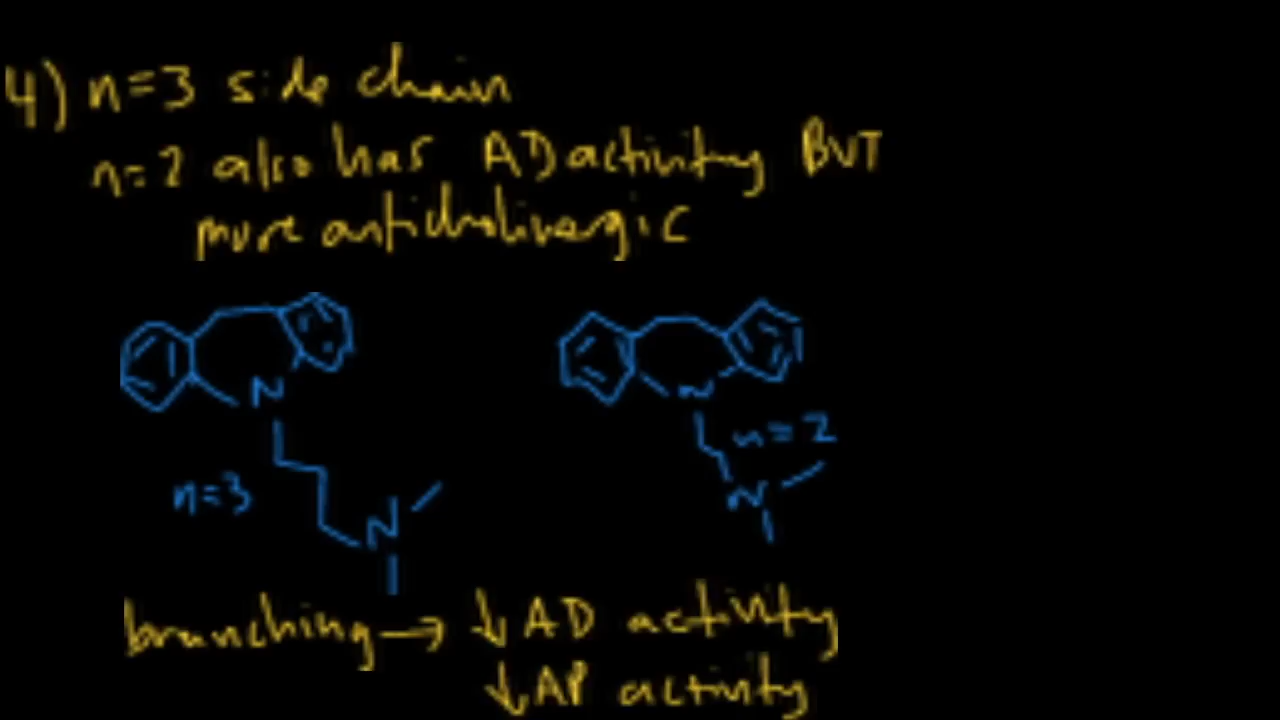 4) n=3 side chain
n=2 also has AD activity BUT
more anticholinergic
N
n=3
N
N
n=2
N
branching → ↓ AD activity
↓ AP activity